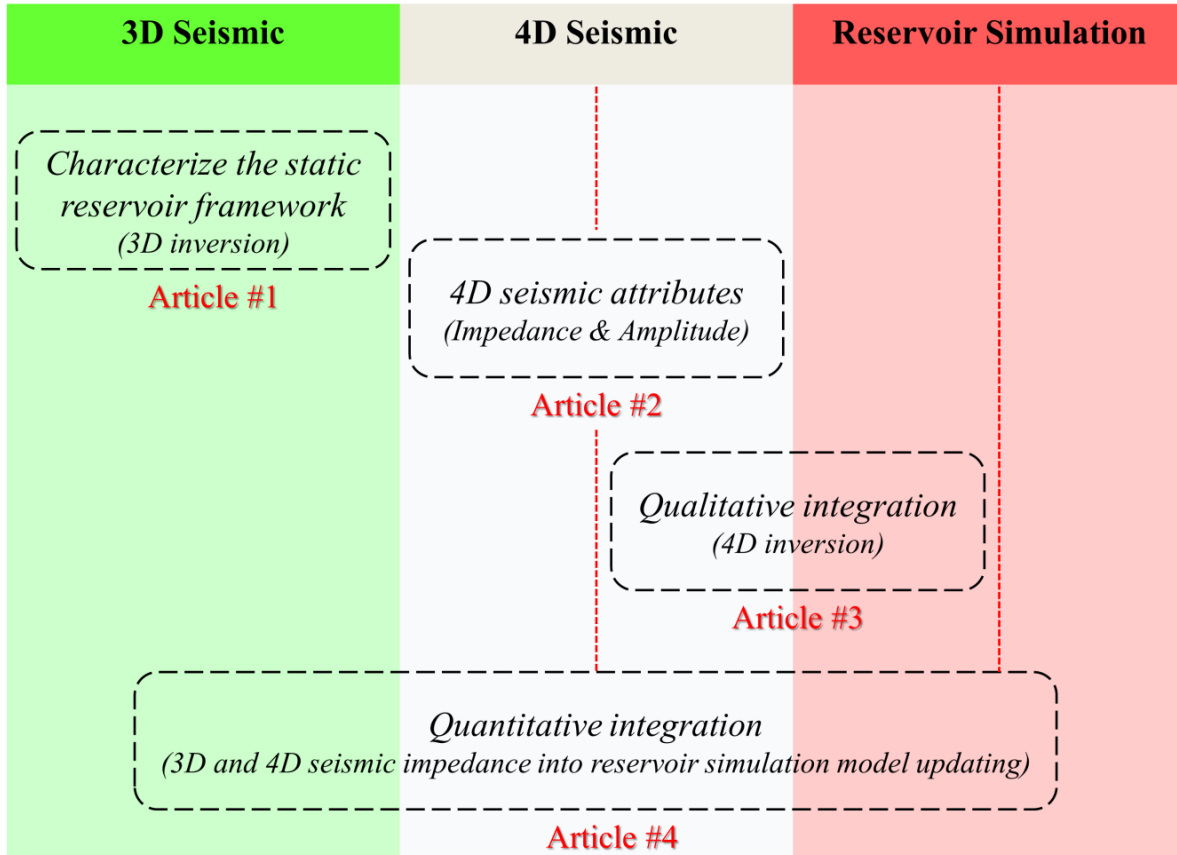 3D Seismic
4D Seismic
Reservoir Simulation
Characterize the static
reservoir framework
(3D inversion)
Article #1
4D seismic attributes
(Impedance & Amplitude)
Article #2
Qualitative integration
(4D inversion)
Article #3
Quantitative integration
(3D and 4D seismic impedance into reservoir simulation model updating)
Article #4